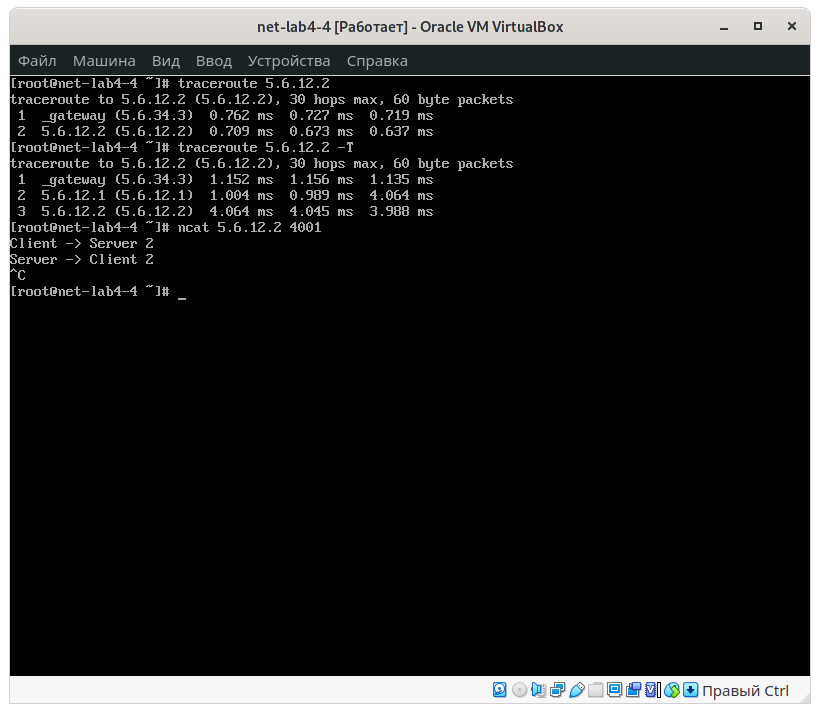 net-lab4-4 [Работает] - Oracle VM VirtualBox
Файл Машина Вид Ввод Устройства Справка
[root@net-lab4-4 ~]# traceroute 5.6.12.2
traceroute to 5.6.12.2 (5.6.12.2), 30 hops max, 60 byte packets
 1  _gateway (5.6.34.3)  0.762 ms  0.727 ms  0.719 ms
 2  5.6.12.2 (5.6.12.2)  0.709 ms  0.673 ms  0.637 ms
[root@net-lab4-4 ~]# traceroute 5.6.12.2 -T
traceroute to 5.6.12.2 (5.6.12.2), 30 hops max, 60 byte packets
 1  _gateway (5.6.34.3)  1.152 ms  1.156 ms  1.135 ms
 2  5.6.12.1 (5.6.12.1)  1.004 ms  0.989 ms  4.064 ms
 3  5.6.12.2 (5.6.12.2)  4.064 ms  4.045 ms  3.988 ms
[root@net-lab4-4 ~]# ncat 5.6.12.2 4001
Client -> Server 2
Server -> Client 2
^C
[root@net-lab4-4 ~]# _
Правый Ctrl